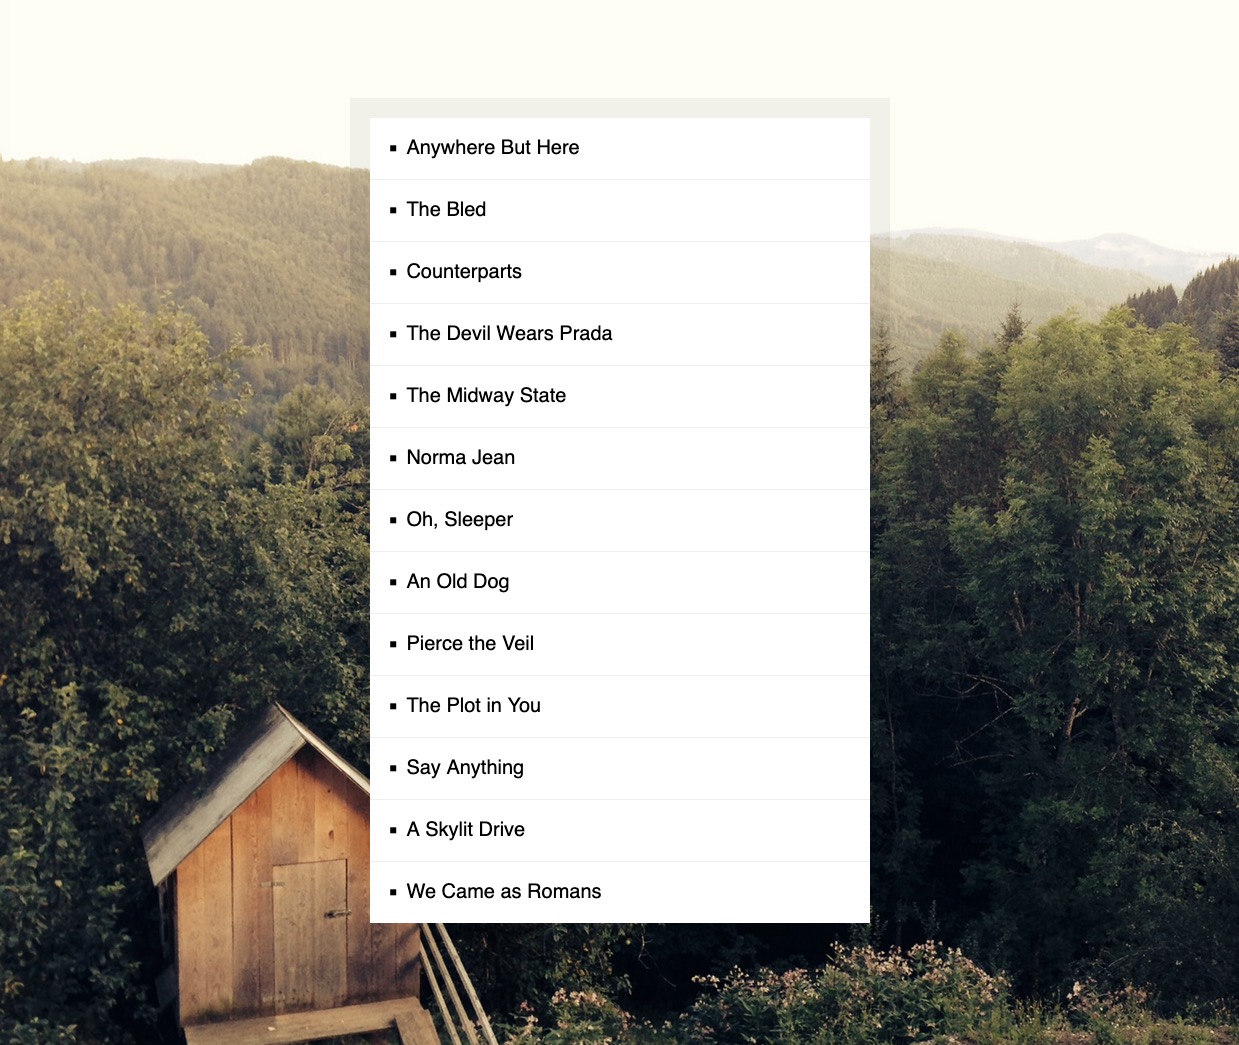 Anywhere But Here
The Bled
Counterparts
The Devil Wears Prada
The Midway State
Norma Jean
Oh, Sleeper
An Old Dog
Pierce the Veil
The Plot in You
Say Anything
A Skylit Drive
We Came as Romans